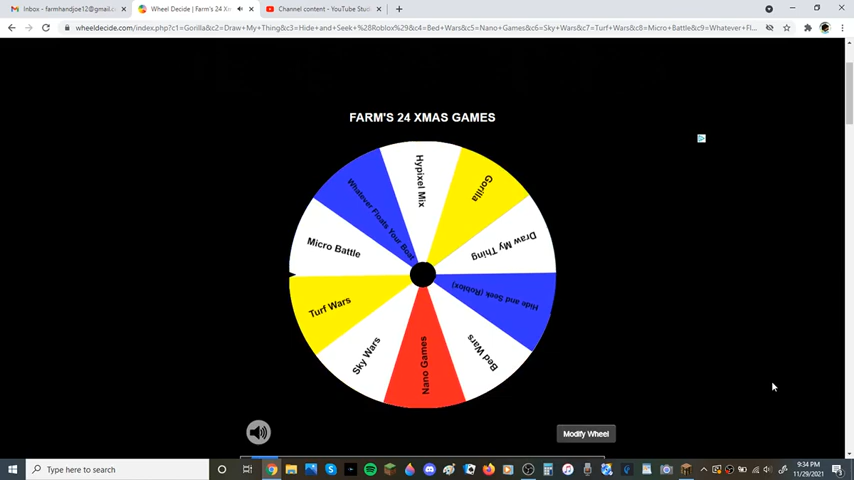 Inbox - farmhandjoe12@gmail.c
Wheel Decide | Farm's 24 X
Channel content - YouTube Stud
wheeldecide.com/index.php?c1=Gorilla&c2=Draw+My+Thing&c3=Hide+and+Seek+%28Roblox%29&c4=Bed+Wars&c5=Nano+Games&c6=Sky+Wars&c7=Turf+Wars&c8=Micro+Battle&c9=Whatever+Fl...
FARM'S 24 XMAS GAMES
Hypixel Mix
Gorilla
Whatever Floats Your Boat
Draw My Thing
Micro Battle
Hide and Seek (Roblox)
Turf Wars
Bed Wars
Sky Wars
Nano Games
Modify Wheel
Type here to search
9:34 PM
11/29/2021